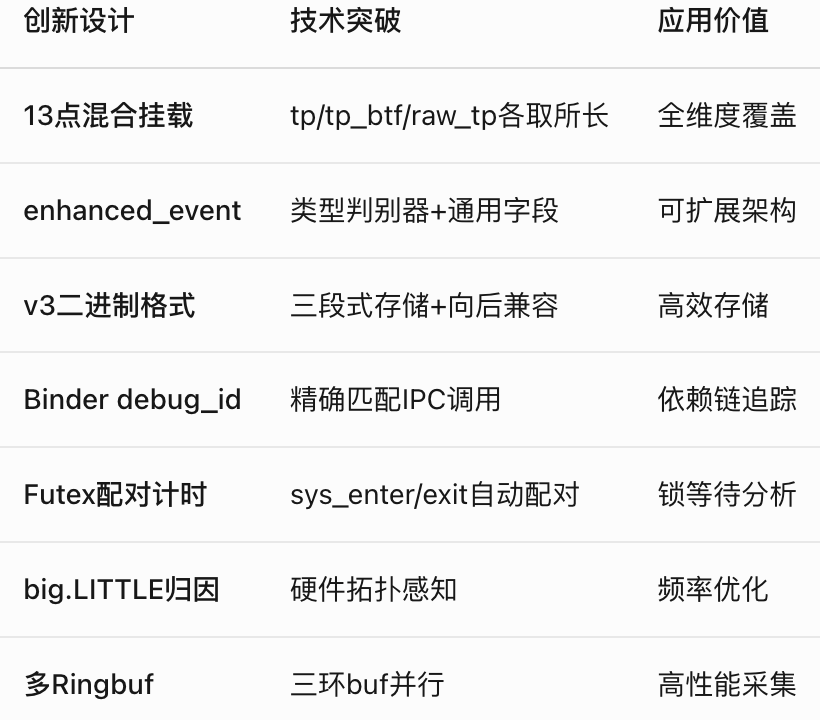 创新设计 技术突破 应用价值
13点混合挂载 tp/tp_btf/raw_tp各取所长 全维度覆盖
enhanced_event 类型判别器+通用字段 可扩展架构
v3二进制格式 三段式存储+向后兼容 高效存储
Binder debug_id 精确匹配IPC调用 依赖链追踪
Futex配对计时 sys_enter/exit自动配对 锁等待分析
big.LITTLE归因 硬件拓扑感知 频率优化
多Ringbuf 三环buf并行 高性能采集